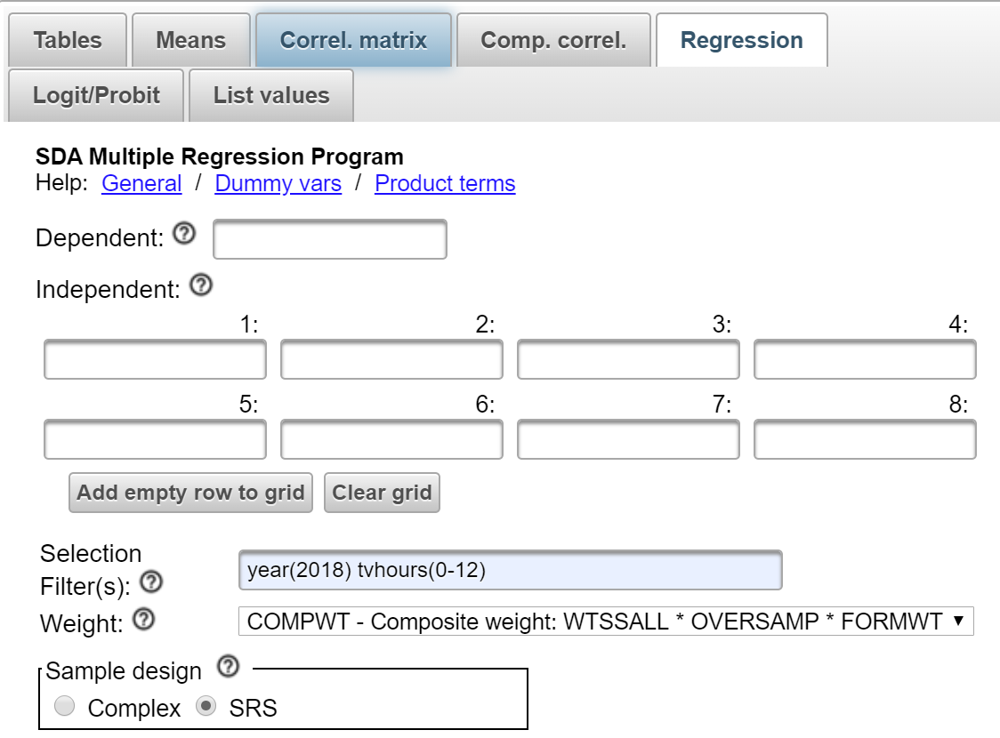 Tables Means Correl. matrix Comp. correl. Regression
Logit/Probit List values
SDA Multiple Regression Program
Help: General / Dummy vars / Product terms
Dependent: ?
Independent: ?
1: 2: 3: 4:
5: 6: 7: 8:
Add empty row to grid Clear grid
Selection
Filter(s): ? year(2018) tvhours(0-12)
Weight: ? COMPWT - Composite weight: WTSSALL * OVERSAMP * FORMWT ▼
Sample design ?
Complex SRS